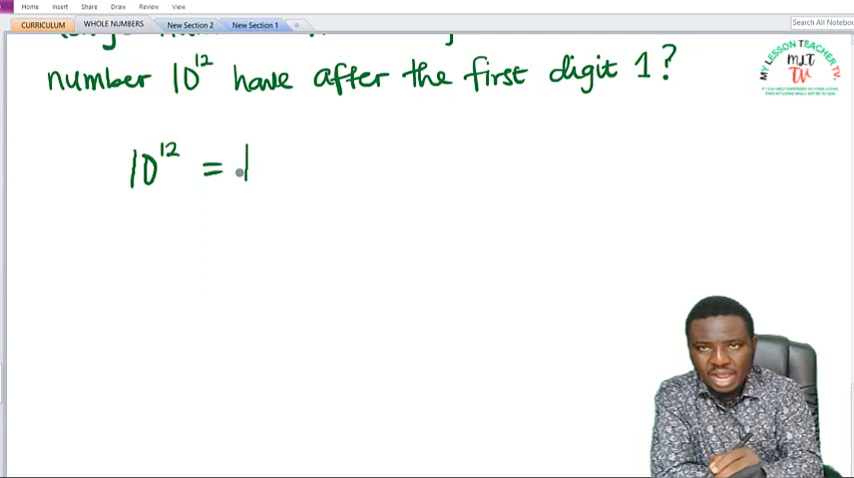 Home Insert Share Draw Review View
CURRICULUM WHOLE NUMBERS New Section 2 New Section 1
Search All Noteboo
number 10¹² have after the first digit 1?
10¹² = 1
MY LESSON TEACHER TV.
MLT
TV